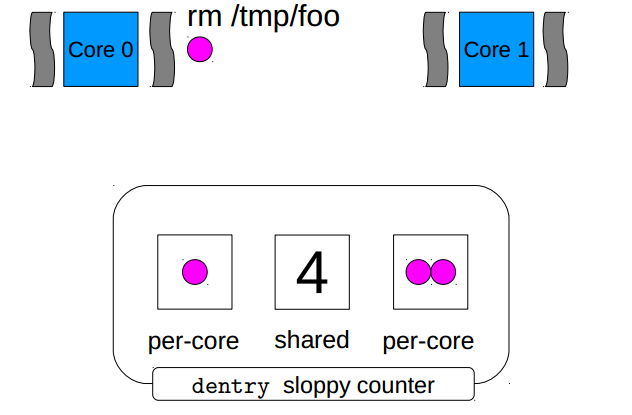 rm /tmp/foo
Core 0
Core 1
4
per-core
shared
per-core
dentry sloppy counter